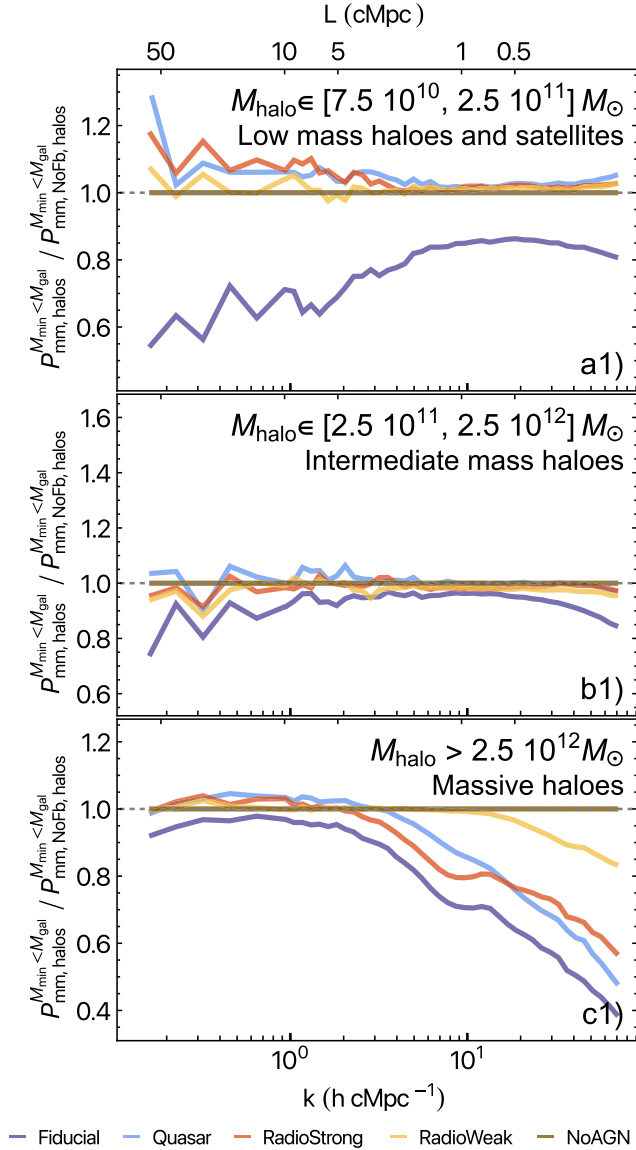 L (cMpc)
50 10 5 1 0.5
M_halo ∈ [7.5 10^10, 2.5 10^11] M_⊙
Low mass haloes and satellites
P_mm, halos^{M_min < M_gal} / P_mm, NoFb, halos^{M_min < M_gal}
1.2
1.0
0.8
0.6
a1)
M_halo ∈ [2.5 10^11, 2.5 10^12] M_⊙
Intermediate mass haloes
P_mm, halos^{M_min < M_gal} / P_mm, NoFb, halos^{M_min < M_gal}
1.6
1.4
1.2
1.0
0.8
0.6
b1)
M_halo > 2.5 10^12 M_⊙
Massive haloes
P_mm, halos^{M_min < M_gal} / P_mm, NoFb, halos^{M_min < M_gal}
1.2
1.0
0.8
0.6
0.4
c1)
10^0 10^1
k (h cMpc^−1)
Fiducial Quasar RadioStrong RadioWeak NoAGN